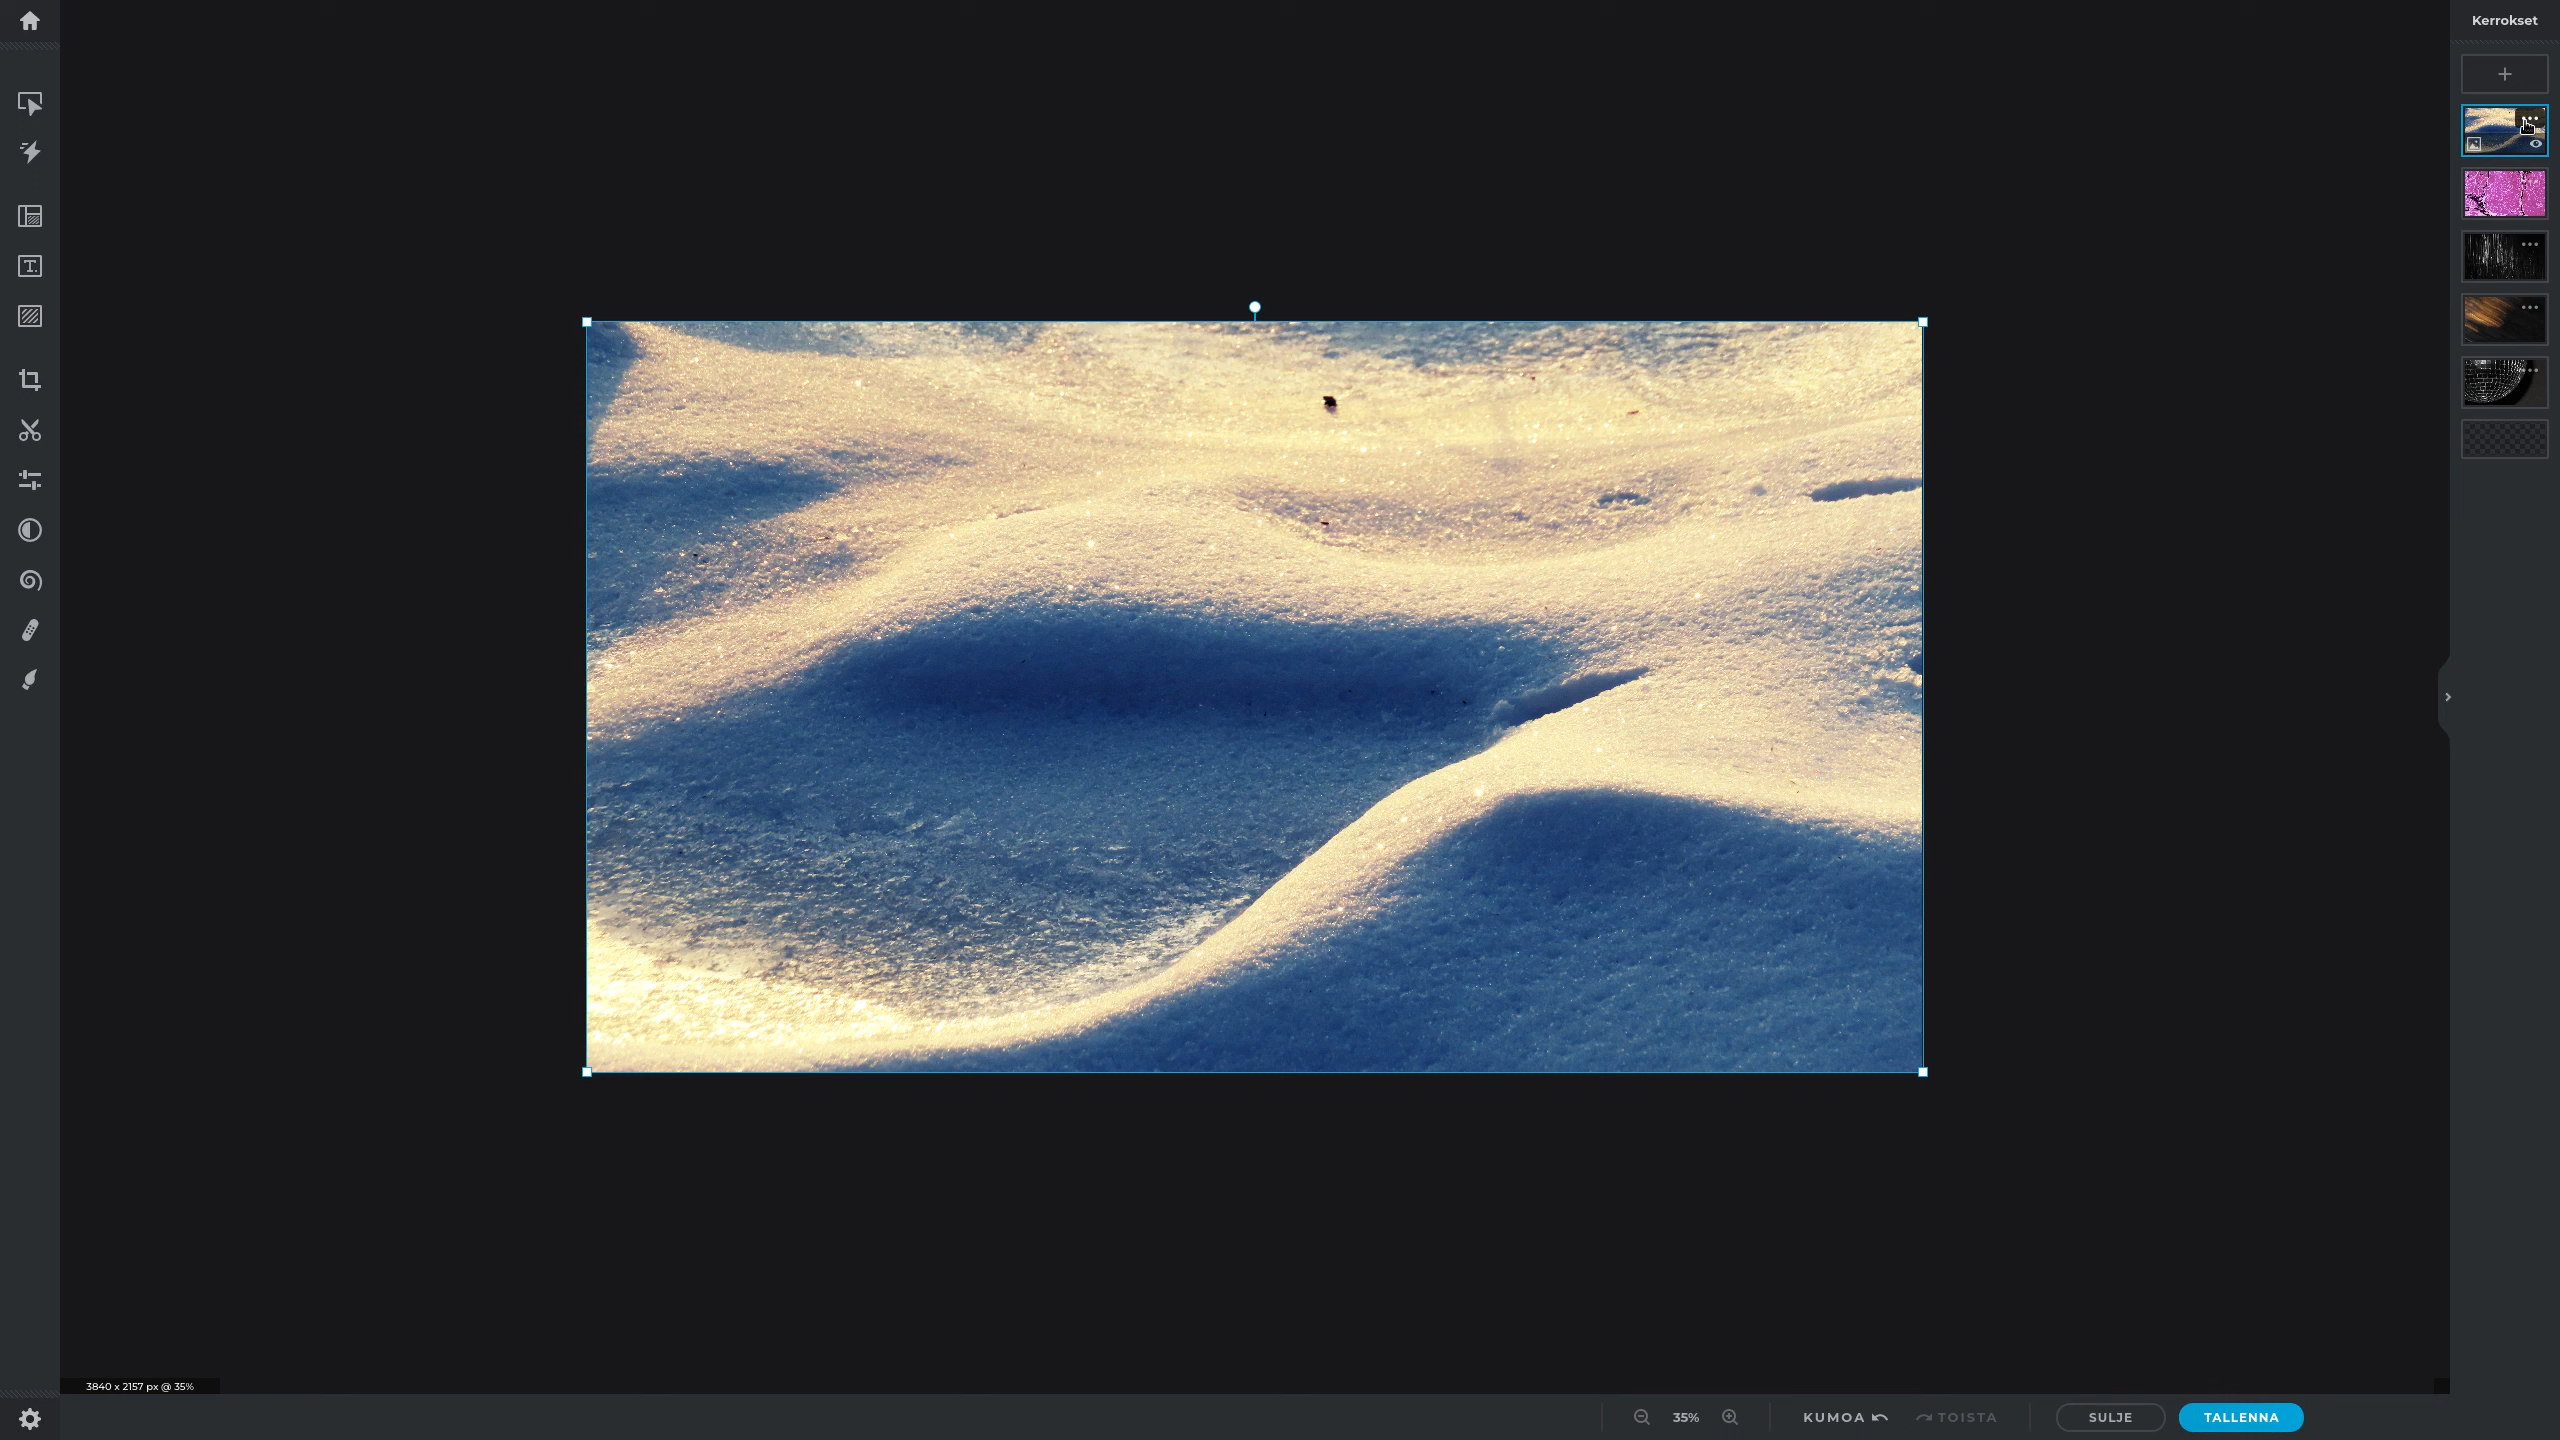 Kerrokset
3840 x 2157 px @ 35%
35%
KUMOA
TOISTA
SULJE
TALLENNA